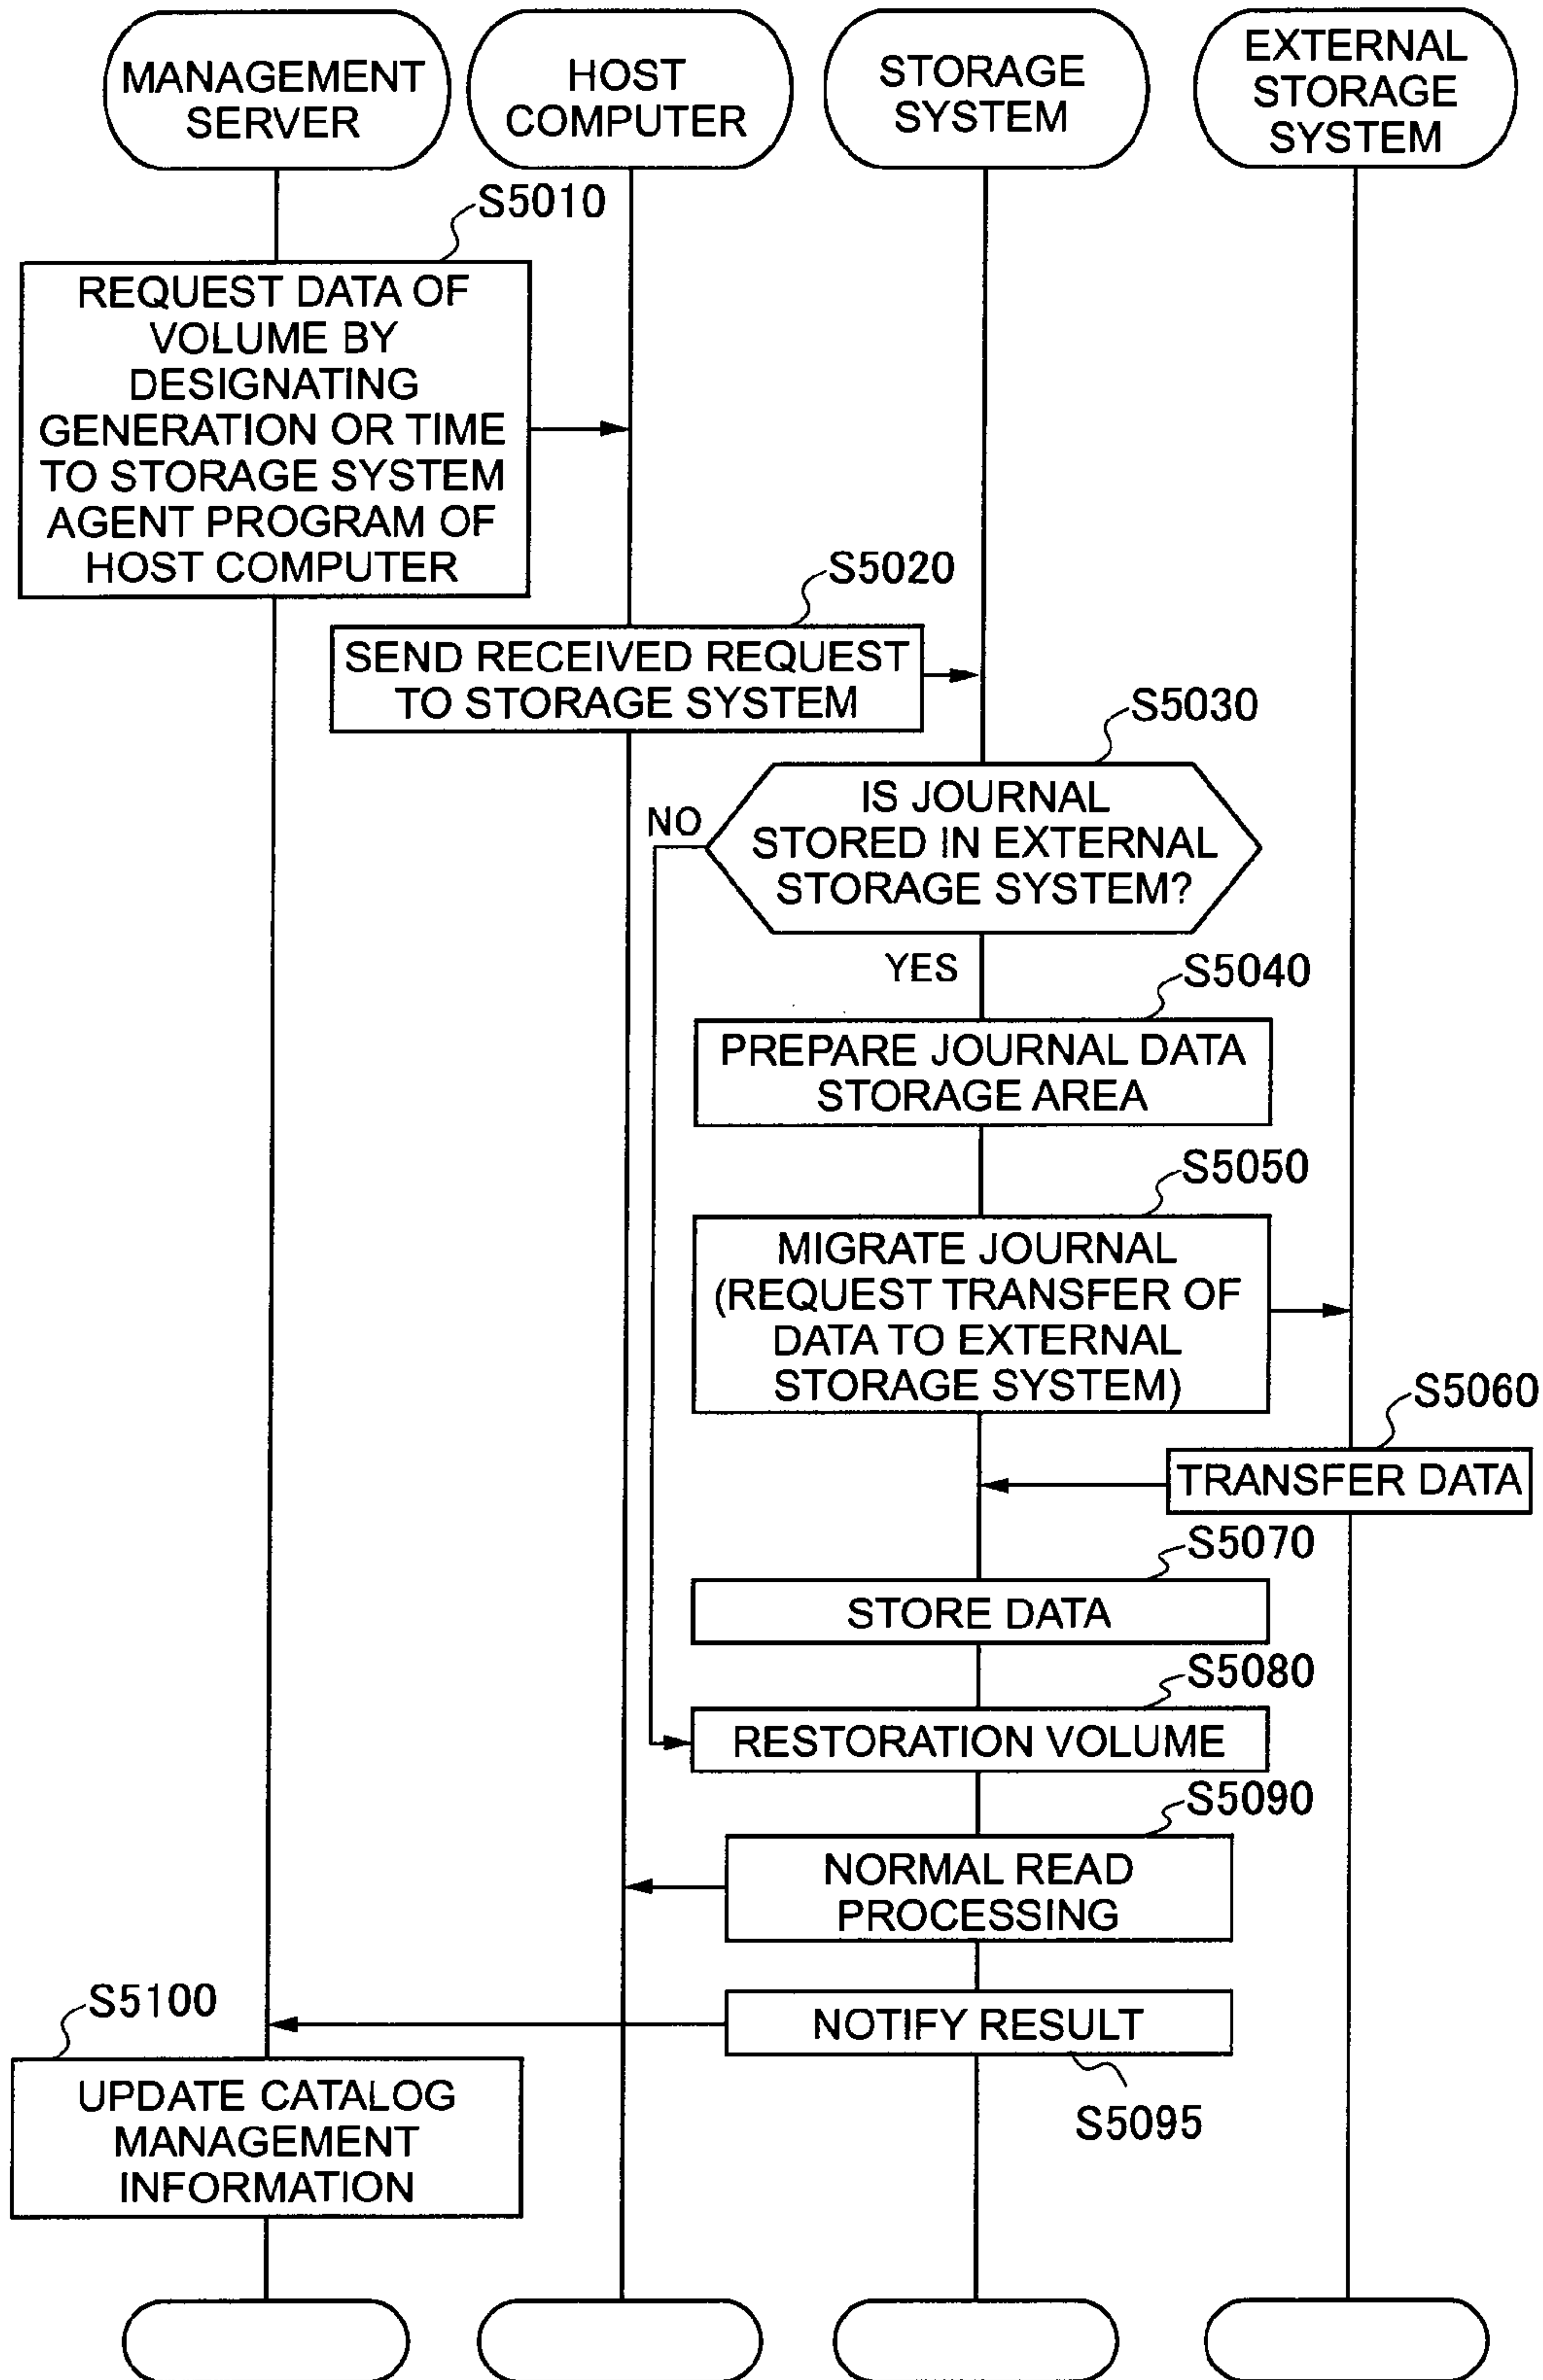 MANAGEMENT
SERVER
HOST
COMPUTER
STORAGE
SYSTEM
EXTERNAL
STORAGE
SYSTEM
S5010
REQUEST DATA OF
VOLUME BY
DESIGNATING
GENERATION OR TIME
TO STORAGE SYSTEM
AGENT PROGRAM OF
HOST COMPUTER
S5020
SEND RECEIVED REQUEST
TO STORAGE SYSTEM
S5030
IS JOURNAL
STORED IN EXTERNAL
STORAGE SYSTEM?
NO
YES
S5040
PREPARE JOURNAL DATA
STORAGE AREA
S5050
MIGRATE JOURNAL
(REQUEST TRANSFER OF
DATA TO EXTERNAL
STORAGE SYSTEM)
S5060
TRANSFER DATA
S5070
STORE DATA
S5080
RESTORATION VOLUME
S5090
NORMAL READ
PROCESSING
NOTIFY RESULT
S5095
S5100
UPDATE CATALOG
MANAGEMENT
INFORMATION